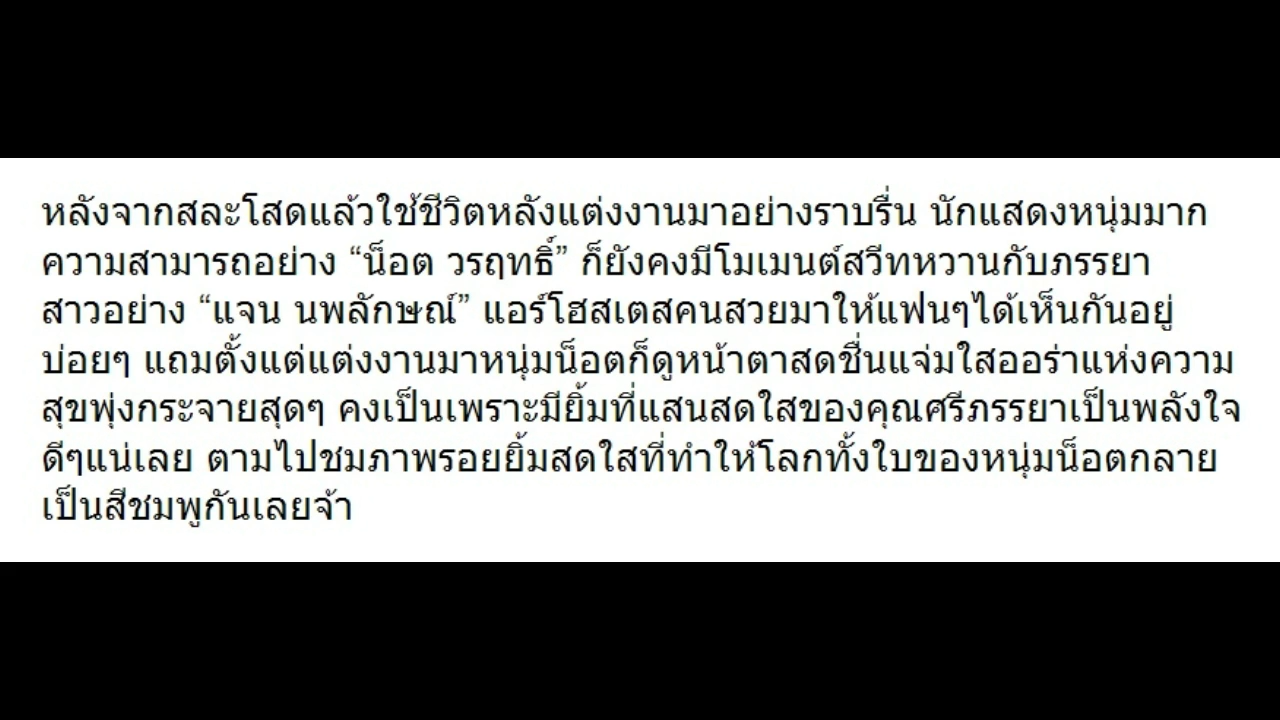 หลังจากสละโสดแล้วใช้ชีวิตหลังแต่งงานมาอย่างราบรื่น นักแสดงหนุ่มมาก
ความสามารถอย่าง “น็อต วรฤทธิ์” ก็ยังคงมีโมเมนต์สวีทหวานกับภรรยา
สาวอย่าง “แจน นพลักษณ์” แอร์โฮสเตสคนสวยมาให้แฟนๆได้เห็นกันอยู่
บ่อยๆ แถมตั้งแต่แต่งงานมาหนุ่มน็อตก็ดูหน้าตาสดชื่นแจ่มใสออร่าแห่งความ
สุขพุ่งกระจายสุดๆ คงเป็นเพราะมียิ้มที่แสนสดใสของคุณศรีภรรยาเป็นพลังใจ
ดีๆแน่เลย ตามไปชมภาพรอยยิ้มสดใสที่ทำให้โลกทั้งใบของหนุ่มน็อตกลาย
เป็นสีชมพูกันเลยจ้า